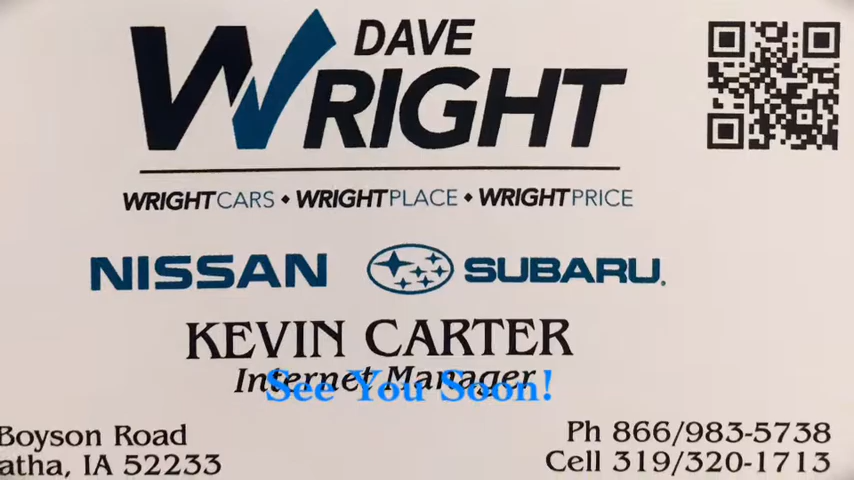 DAVE
WRIGHT
WRIGHTCARS • WRIGHTPLACE • WRIGHTPRICE
NISSAN SUBARU.
KEVIN CARTER
Internet Manager
See You Soon!
Boyson Road
Ph 866/983-5738
atha, IA 52233
Cell 319/320-1713